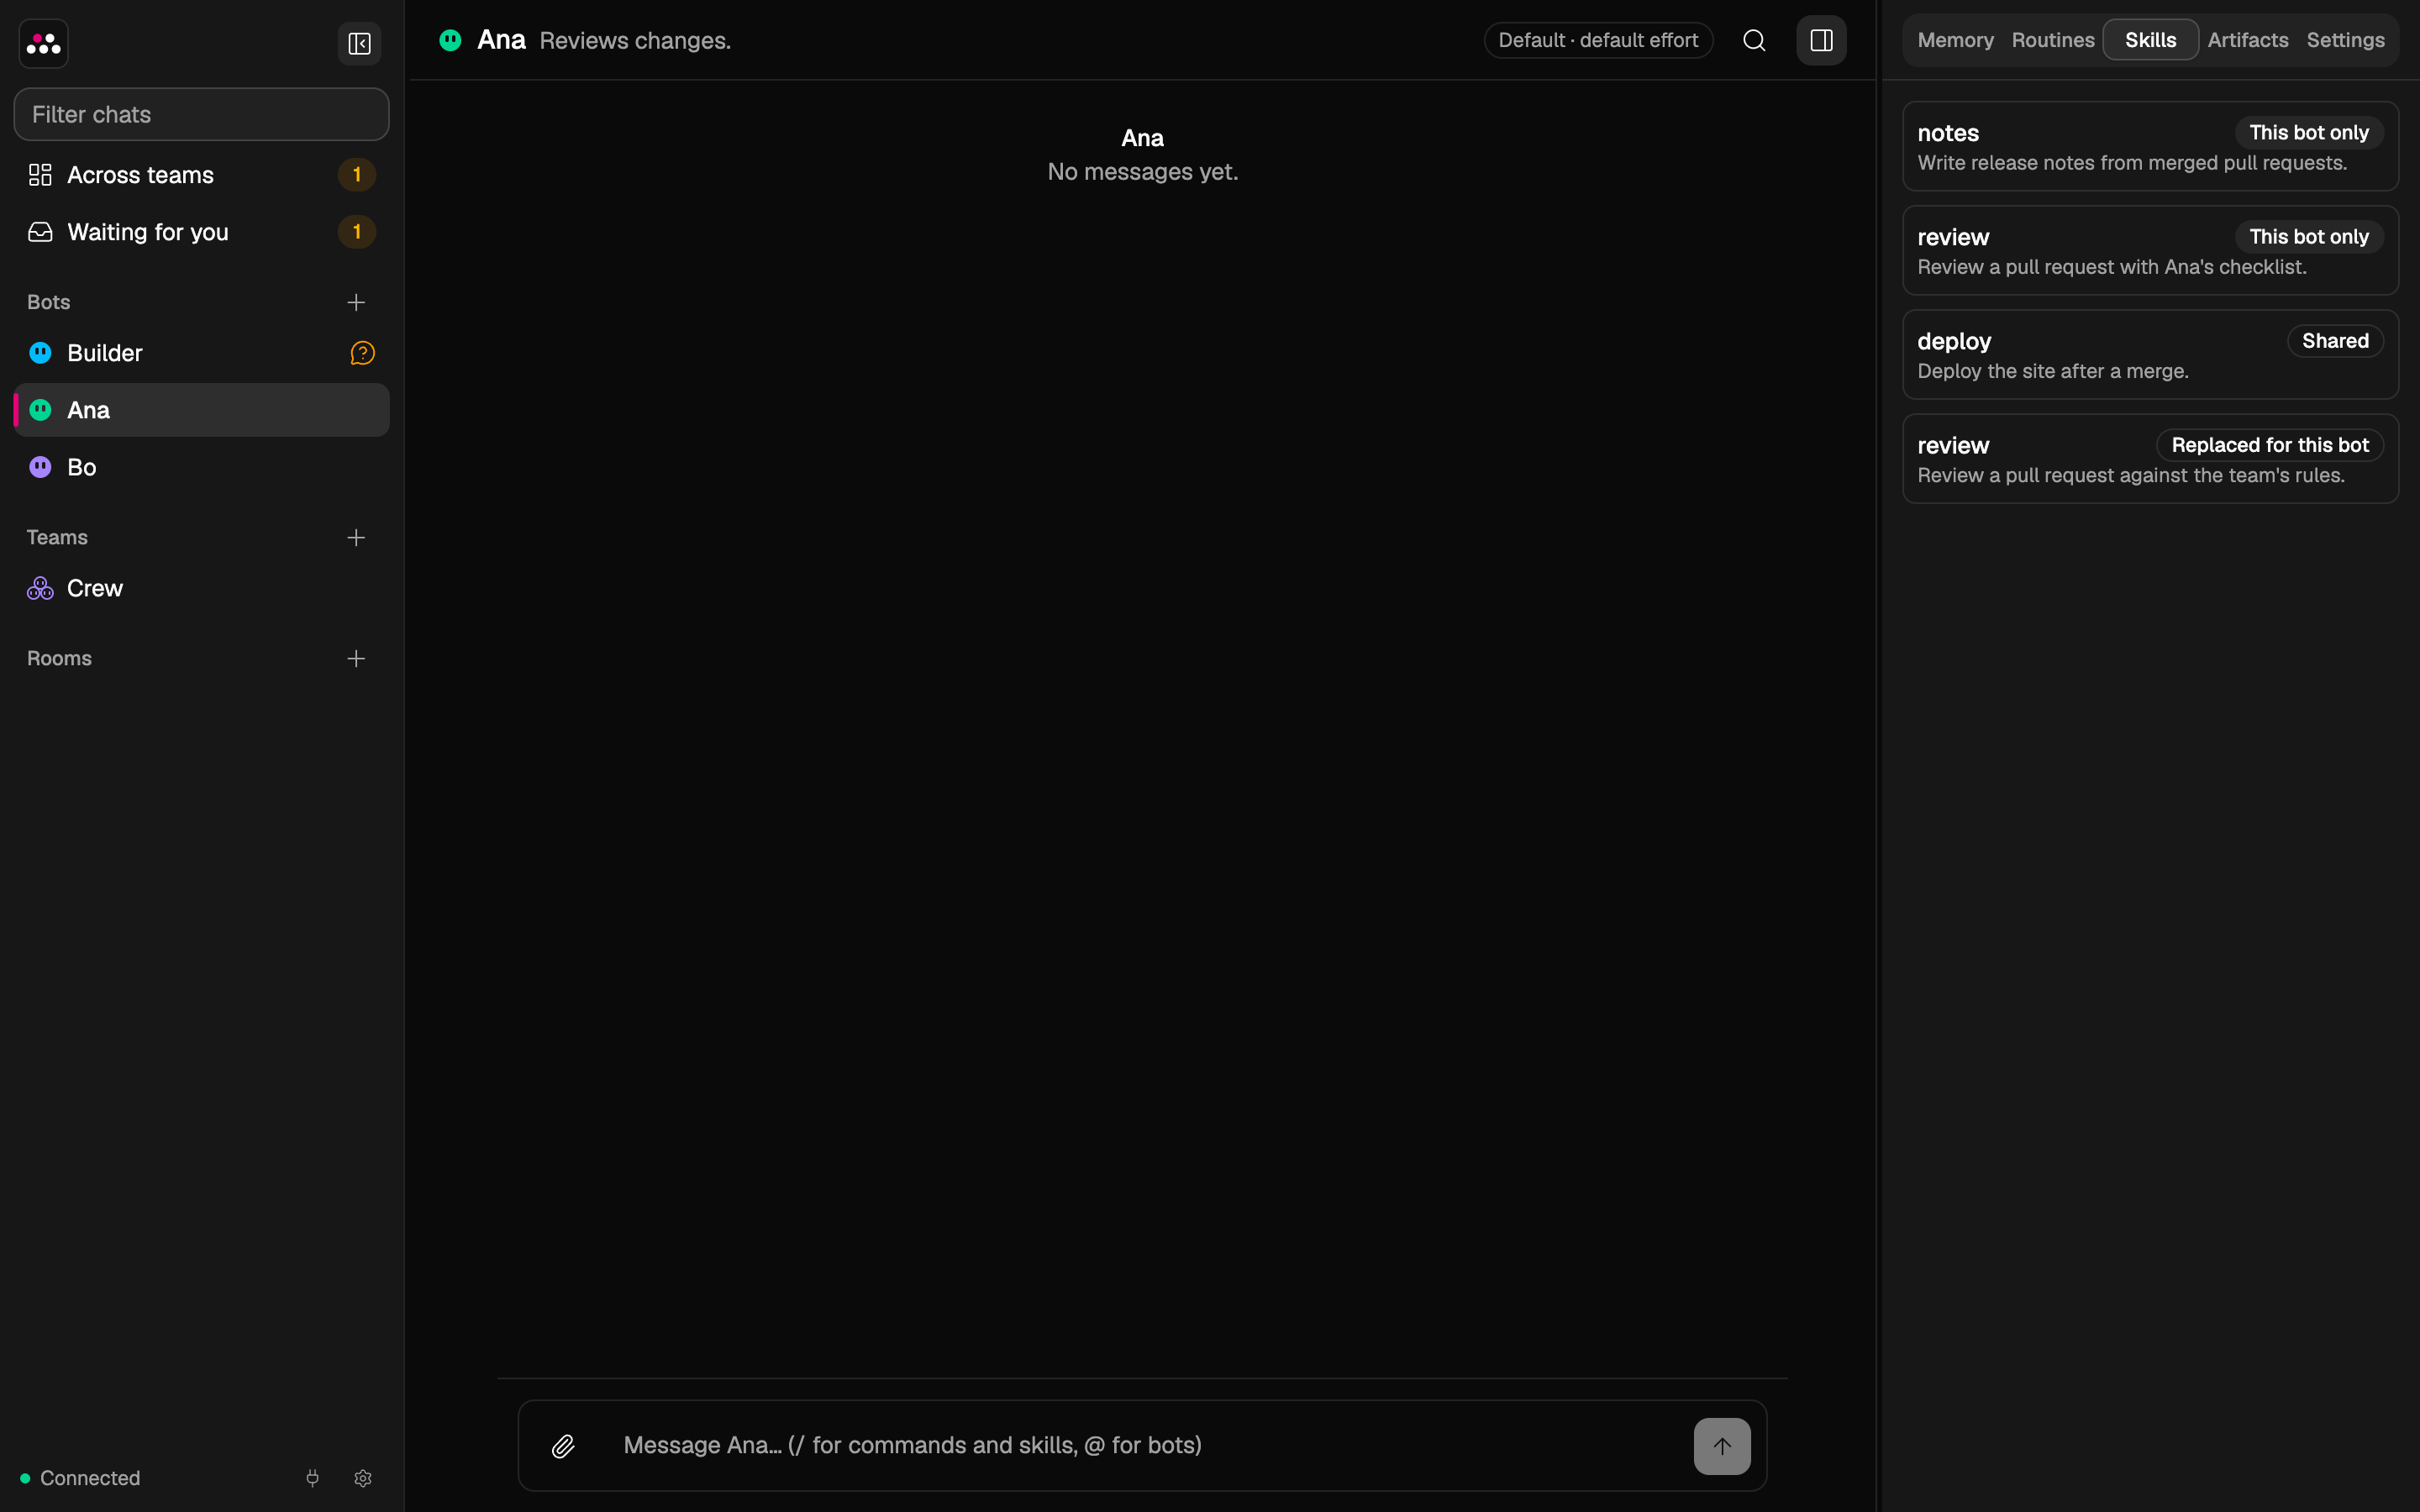 Filter chats
Across teams 1
Waiting for you 1
Bots
Builder
Ana
Bo
Teams
Crew
Rooms
Connected
Ana Reviews changes.
Default · default effort
Ana
No messages yet.
Message Ana... (/ for commands and skills, @ for bots)
Memory Routines Skills Artifacts Settings
notes This bot only
Write release notes from merged pull requests.
review This bot only
Review a pull request with Ana's checklist.
deploy Shared
Deploy the site after a merge.
review Replaced for this bot
Review a pull request against the team's rules.